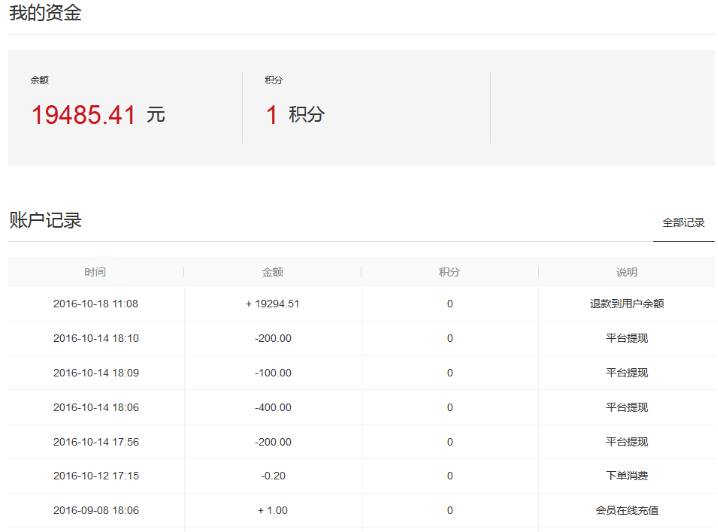 我的资金
余额 积分
19485.41 元 1 积分
账户记录 全部记录
时间 金额 积分 说明
2016-10-18 11:08 + 19294.51 0 退款到用户余额
2016-10-14 18:10 -200.00 0 平台提现
2016-10-14 18:09 -100.00 0 平台提现
2016-10-14 18:06 -400.00 0 平台提现
2016-10-14 17:56 -200.00 0 平台提现
2016-10-12 17:15 -0.20 0 下单消费
2016-09-08 18:06 + 1.00 0 会员在线充值